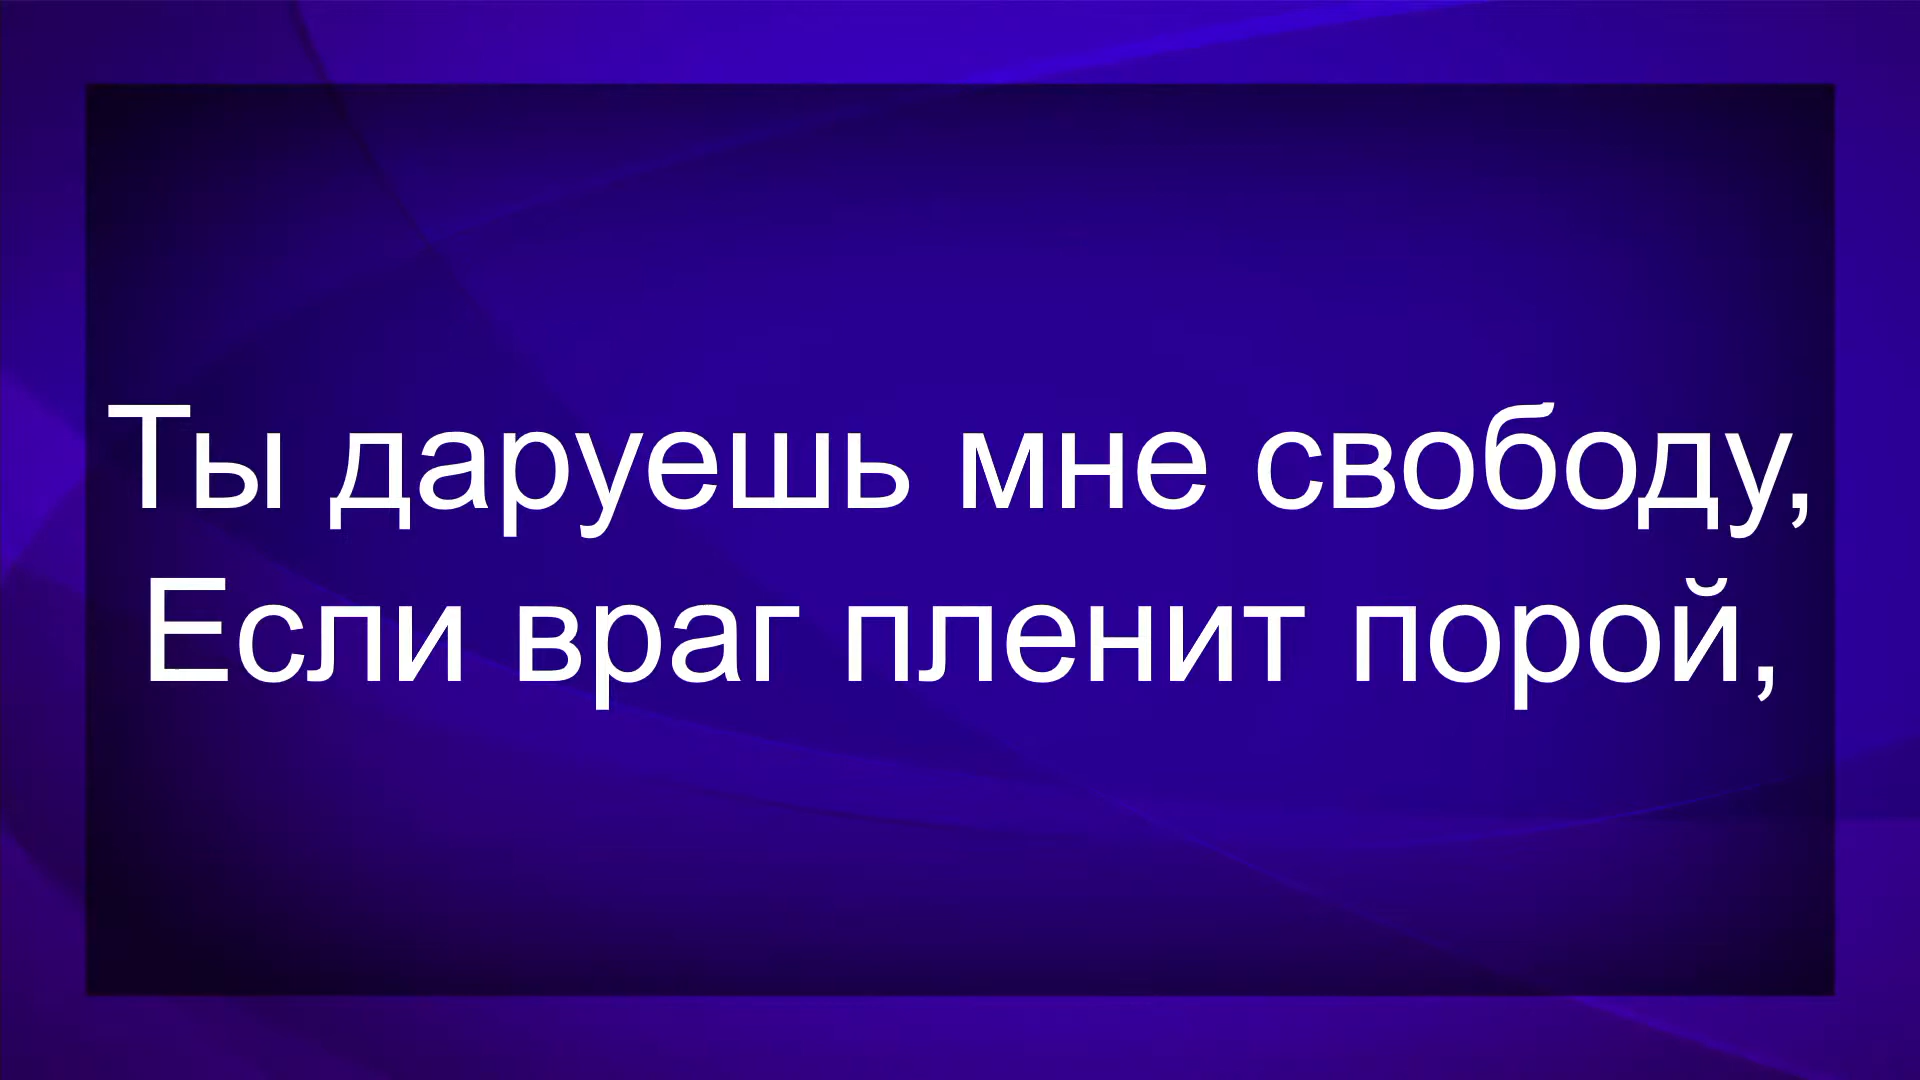 Ты даруешь мне свободу,
Если враг пленит порой,